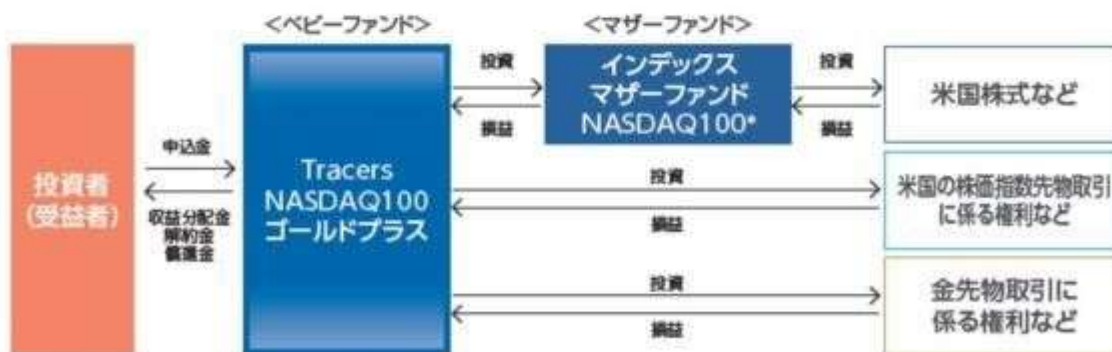 <ベビーファンド>
<マザーファンド>
投資者
(受益者)
申込金
収益分配金
解約金
償還金
Tracers
NASDAQ100
ゴールドプラス
投資
損益
インデックス
マザーファンド
NASDAQ100*
投資
損益
米国株式など
投資
損益
米国の株価指数先物取引
に係る権利など
投資
損益
金先物取引に
係る権利など